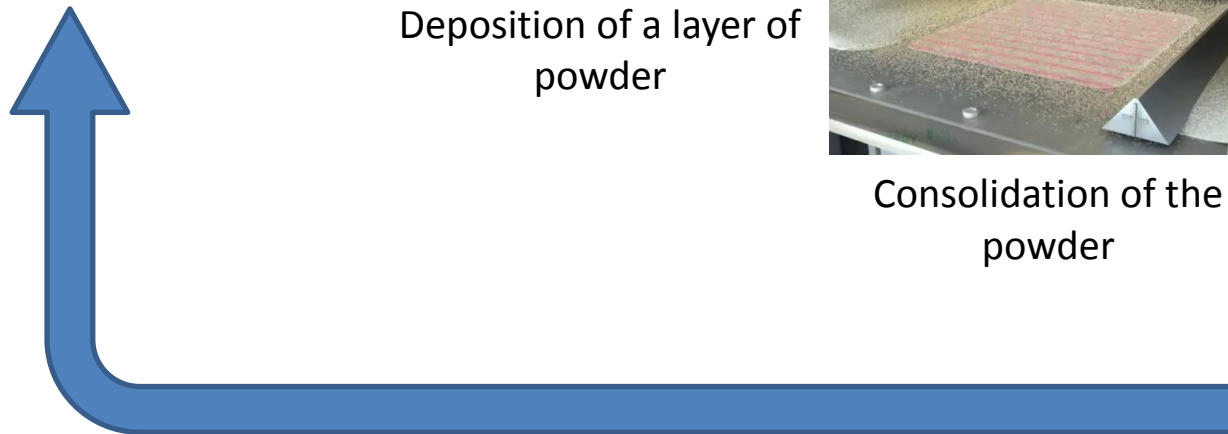 Deposition of a layer of
powder
Consolidation of the
powder